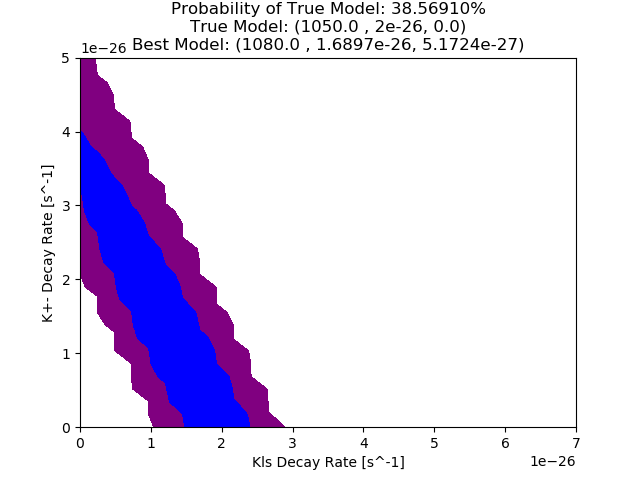 Probability of True Model: 38.56910%
True Model: (1050.0 , 2e-26, 0.0)
1e−26 Best Model: (1080.0 , 1.6897e-26, 5.1724e-27)
5
4
3
2
1
0
K+- Decay Rate [s^-1]
0 1 2 3 4 5 6 7
Kls Decay Rate [s^-1]
1e−26